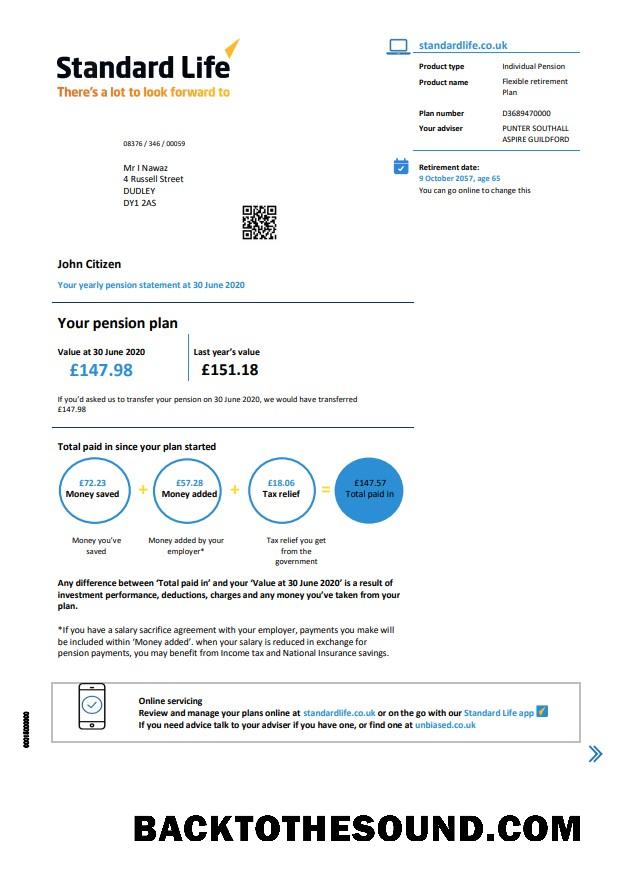 Standard Life
There's a lot to look forward to
standardlife.co.uk
Product type Individual Pension
Product name Flexible retirement
Plan
Plan number D3689470000
Your adviser PUNTER SOUTHALL
ASPIRE GUILDFORD
Retirement date:
9 October 2057, age 65
You can go online to change this
08376 / 346 / 00059
Mr I Nawaz
4 Russell Street
DUDLEY
DY1 2AS
John Citizen
Your yearly pension statement at 30 June 2020
Your pension plan
Value at 30 June 2020 Last year's value
£147.98 £151.18
If you'd asked us to transfer your pension on 30 June 2020, we would have transferred
£147.98
Total paid in since your plan started
£72.23 £57.28 £18.06 £147.57
Money saved + Money added + Tax relief = Total paid in
Money you've Money added by your Tax relief you get
saved employer* from the
government
Any difference between 'Total paid in' and your 'Value at 30 June 2020' is a result of
investment performance, deductions, charges and any money you've taken from your
plan.
*If you have a salary sacrifice agreement with your employer, payments you make will
be included within 'Money added'. when your salary is reduced in exchange for
pension payments, you may benefit from Income tax and National Insurance savings.
Online servicing
Review and manage your plans online at standardlife.co.uk or on the go with our Standard Life app
If you need advice talk to your adviser if you have one, or find one at unbiased.co.uk
BACKTOTHESOUND.COM